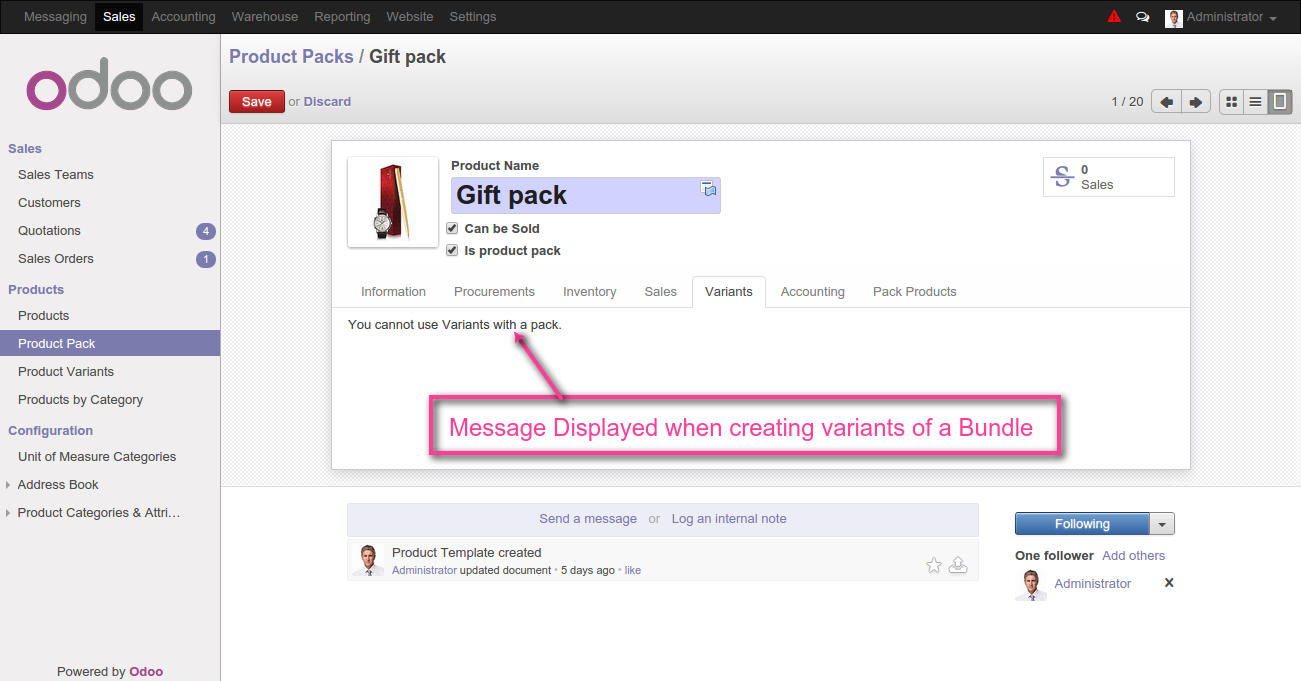 Messaging Sales Accounting Warehouse Reporting Website Settings Administrator
odoo
Product Packs / Gift pack
Save or Discard
1 / 20
Sales
Sales Teams
Customers
Quotations 4
Sales Orders 1
Products
Products
Product Pack
Product Variants
Products by Category
Configuration
Unit of Measure Categories
Address Book
Product Categories & Attri...
Powered by Odoo
Product Name
Gift pack
Can be Sold
Is product pack
0
Sales
Information Procurements Inventory Sales Variants Accounting Pack Products
You cannot use Variants with a pack.
Message Displayed when creating variants of a Bundle
Send a message or Log an internal note
Product Template created
Administrator updated document • 5 days ago • like
Following
One follower Add others
Administrator x